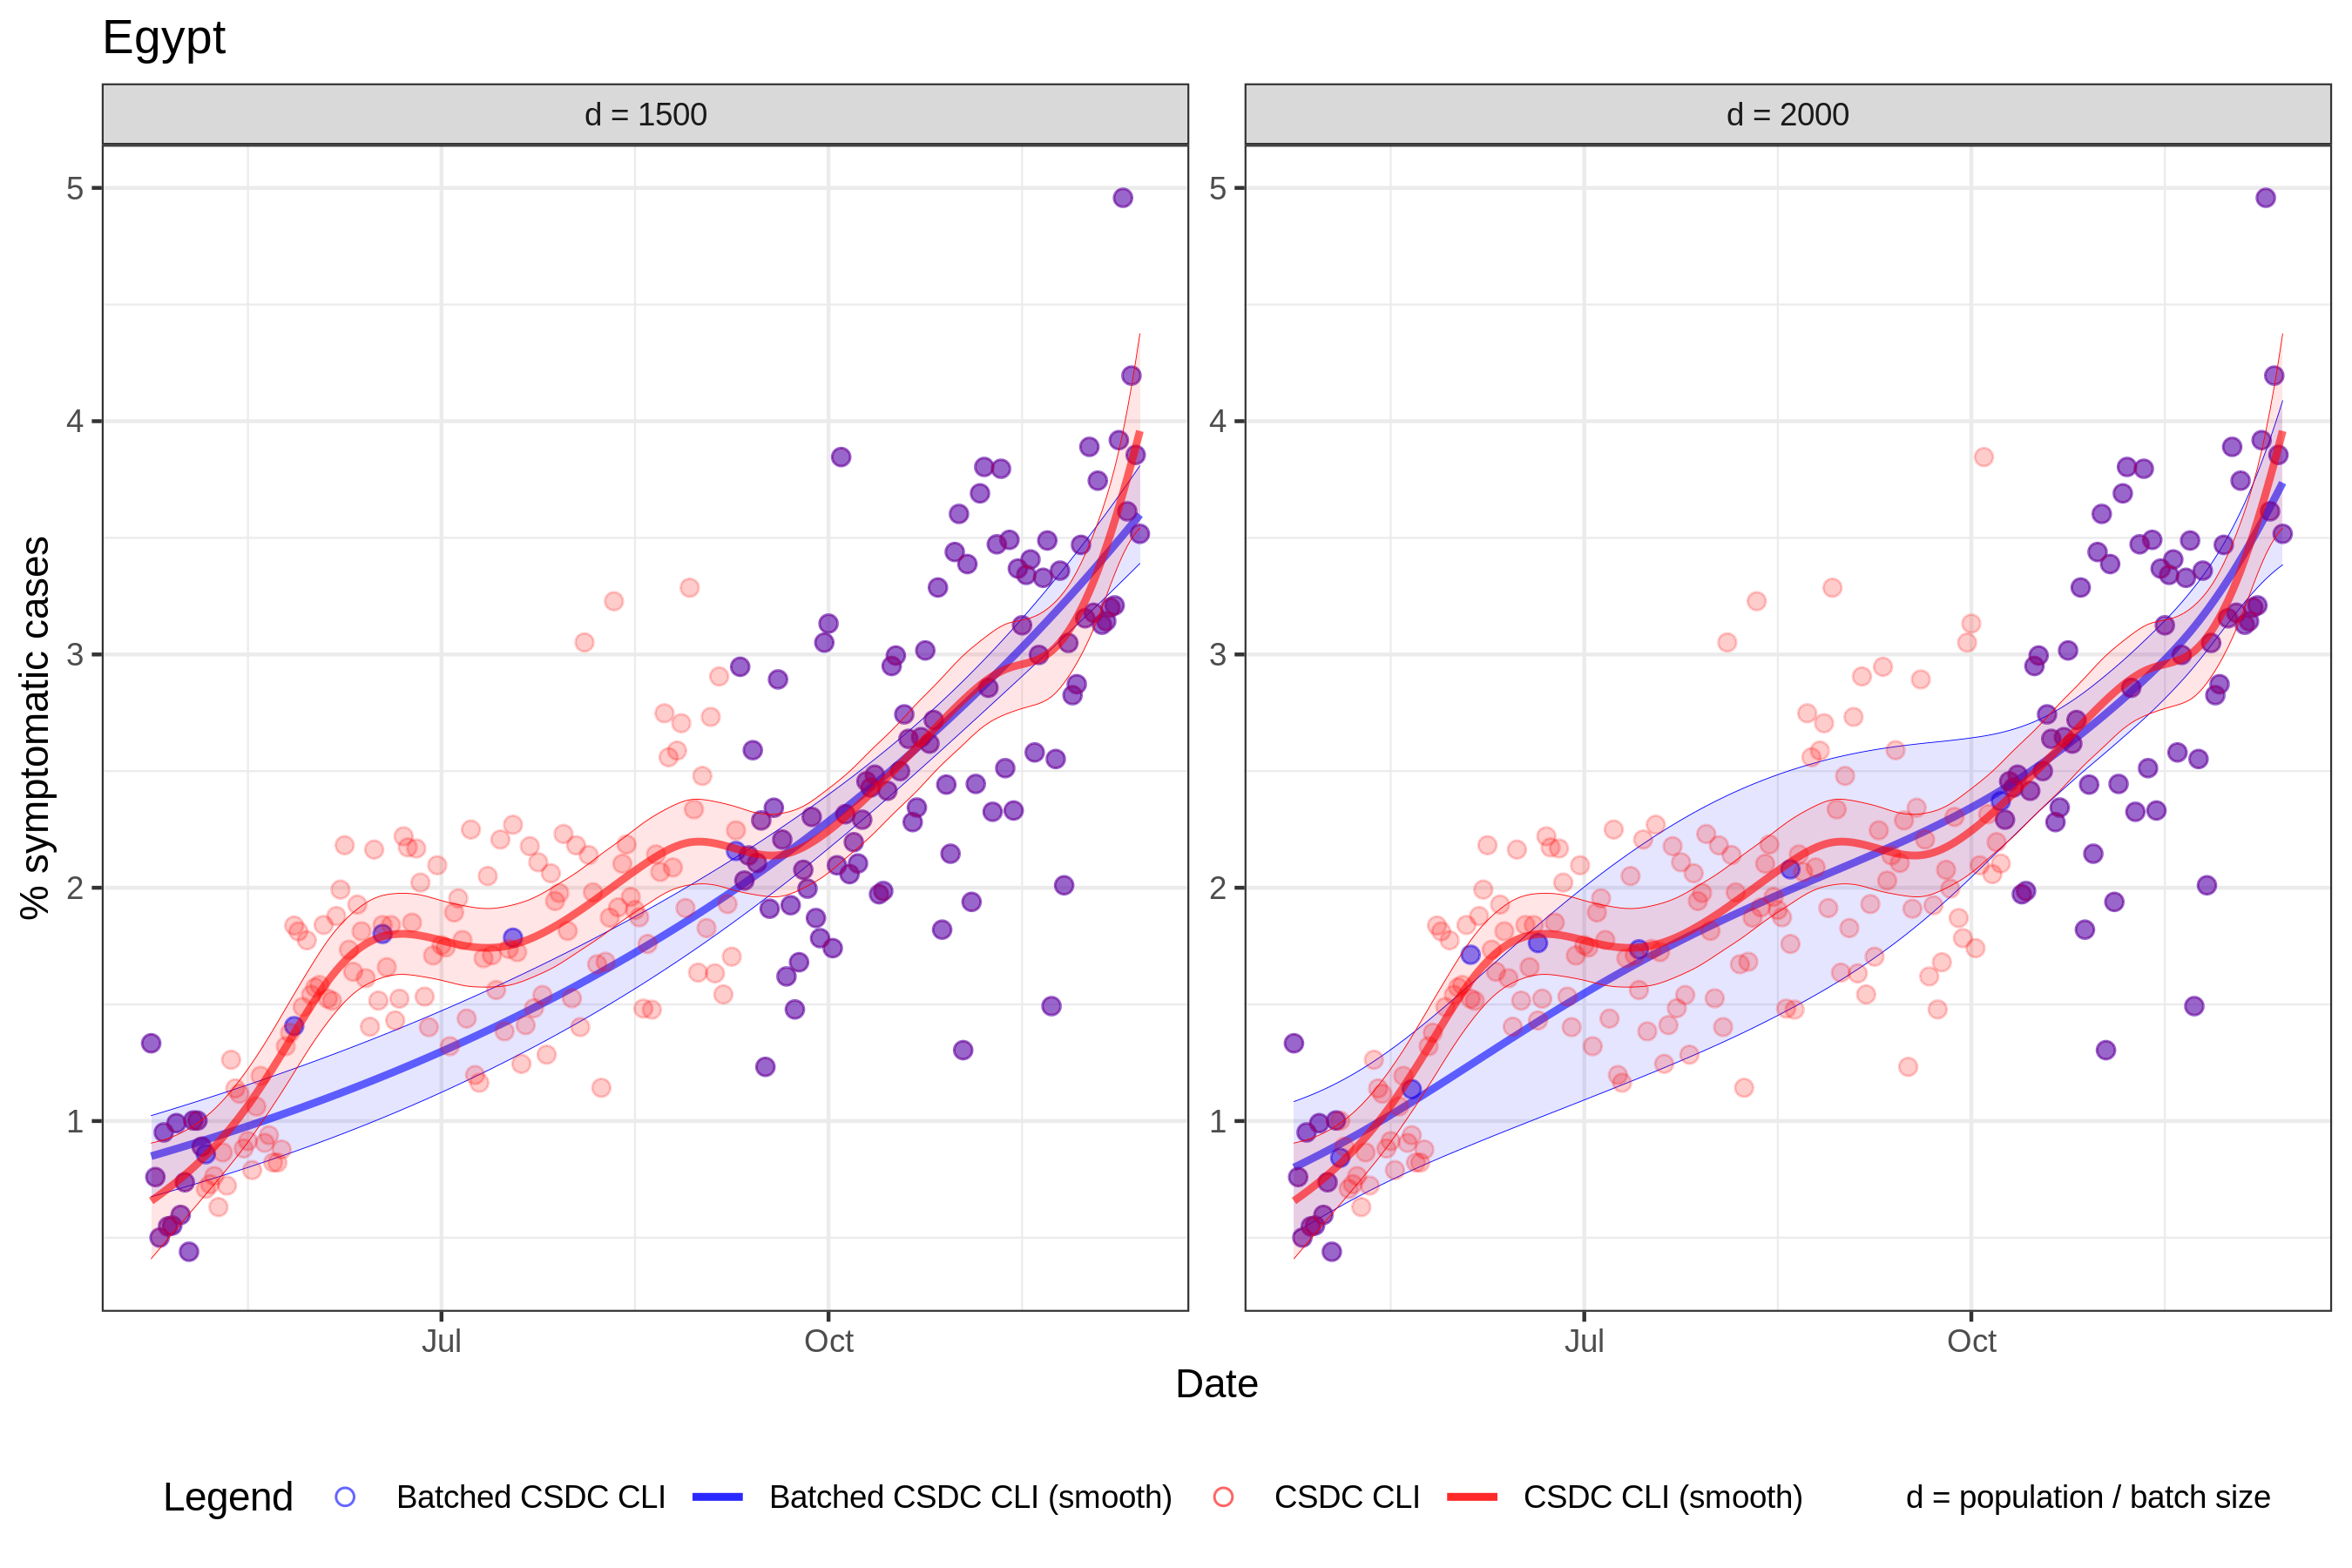 Egypt
d = 1500
d = 2000
% symptomatic cases
5
4
3
2
1
5
4
3
2
1
Jul
Oct
Jul
Oct
Date
Legend
Batched CSDC CLI
Batched CSDC CLI (smooth)
CSDC CLI
CSDC CLI (smooth)
d = population / batch size